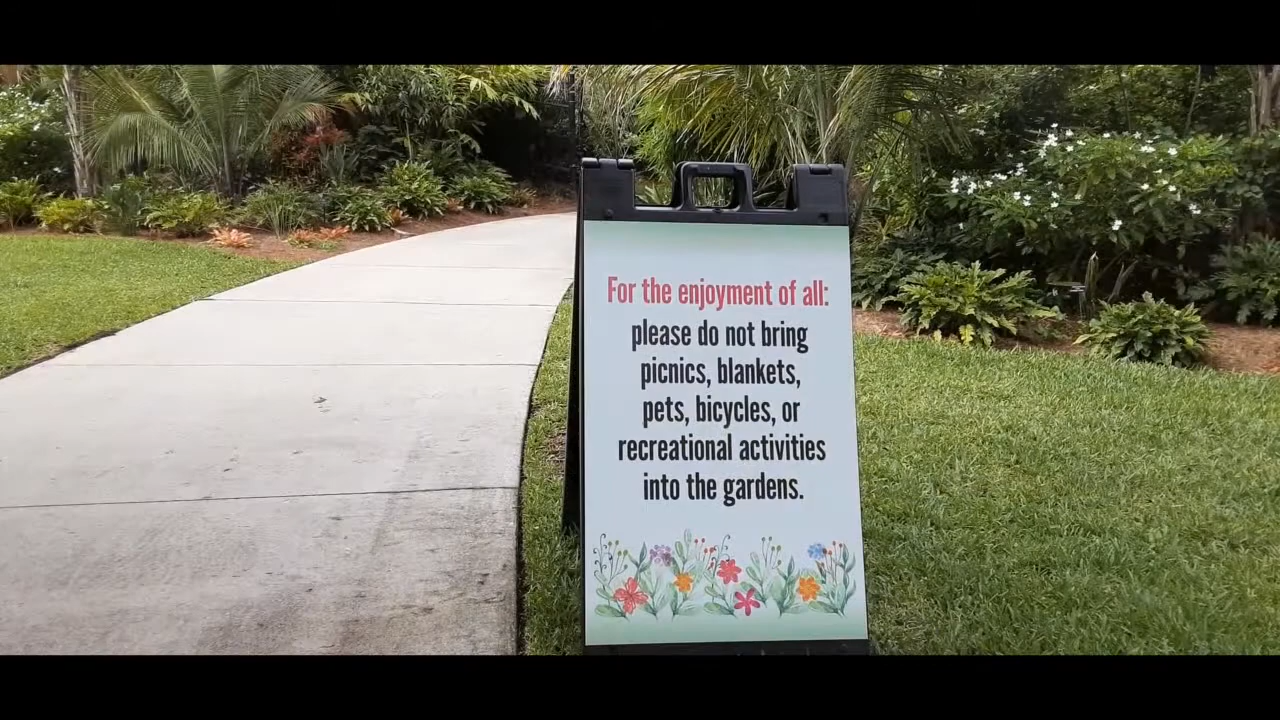 For the enjoyment of all:
please do not bring
picnics, blankets,
pets, bicycles, or
recreational activities
into the gardens.